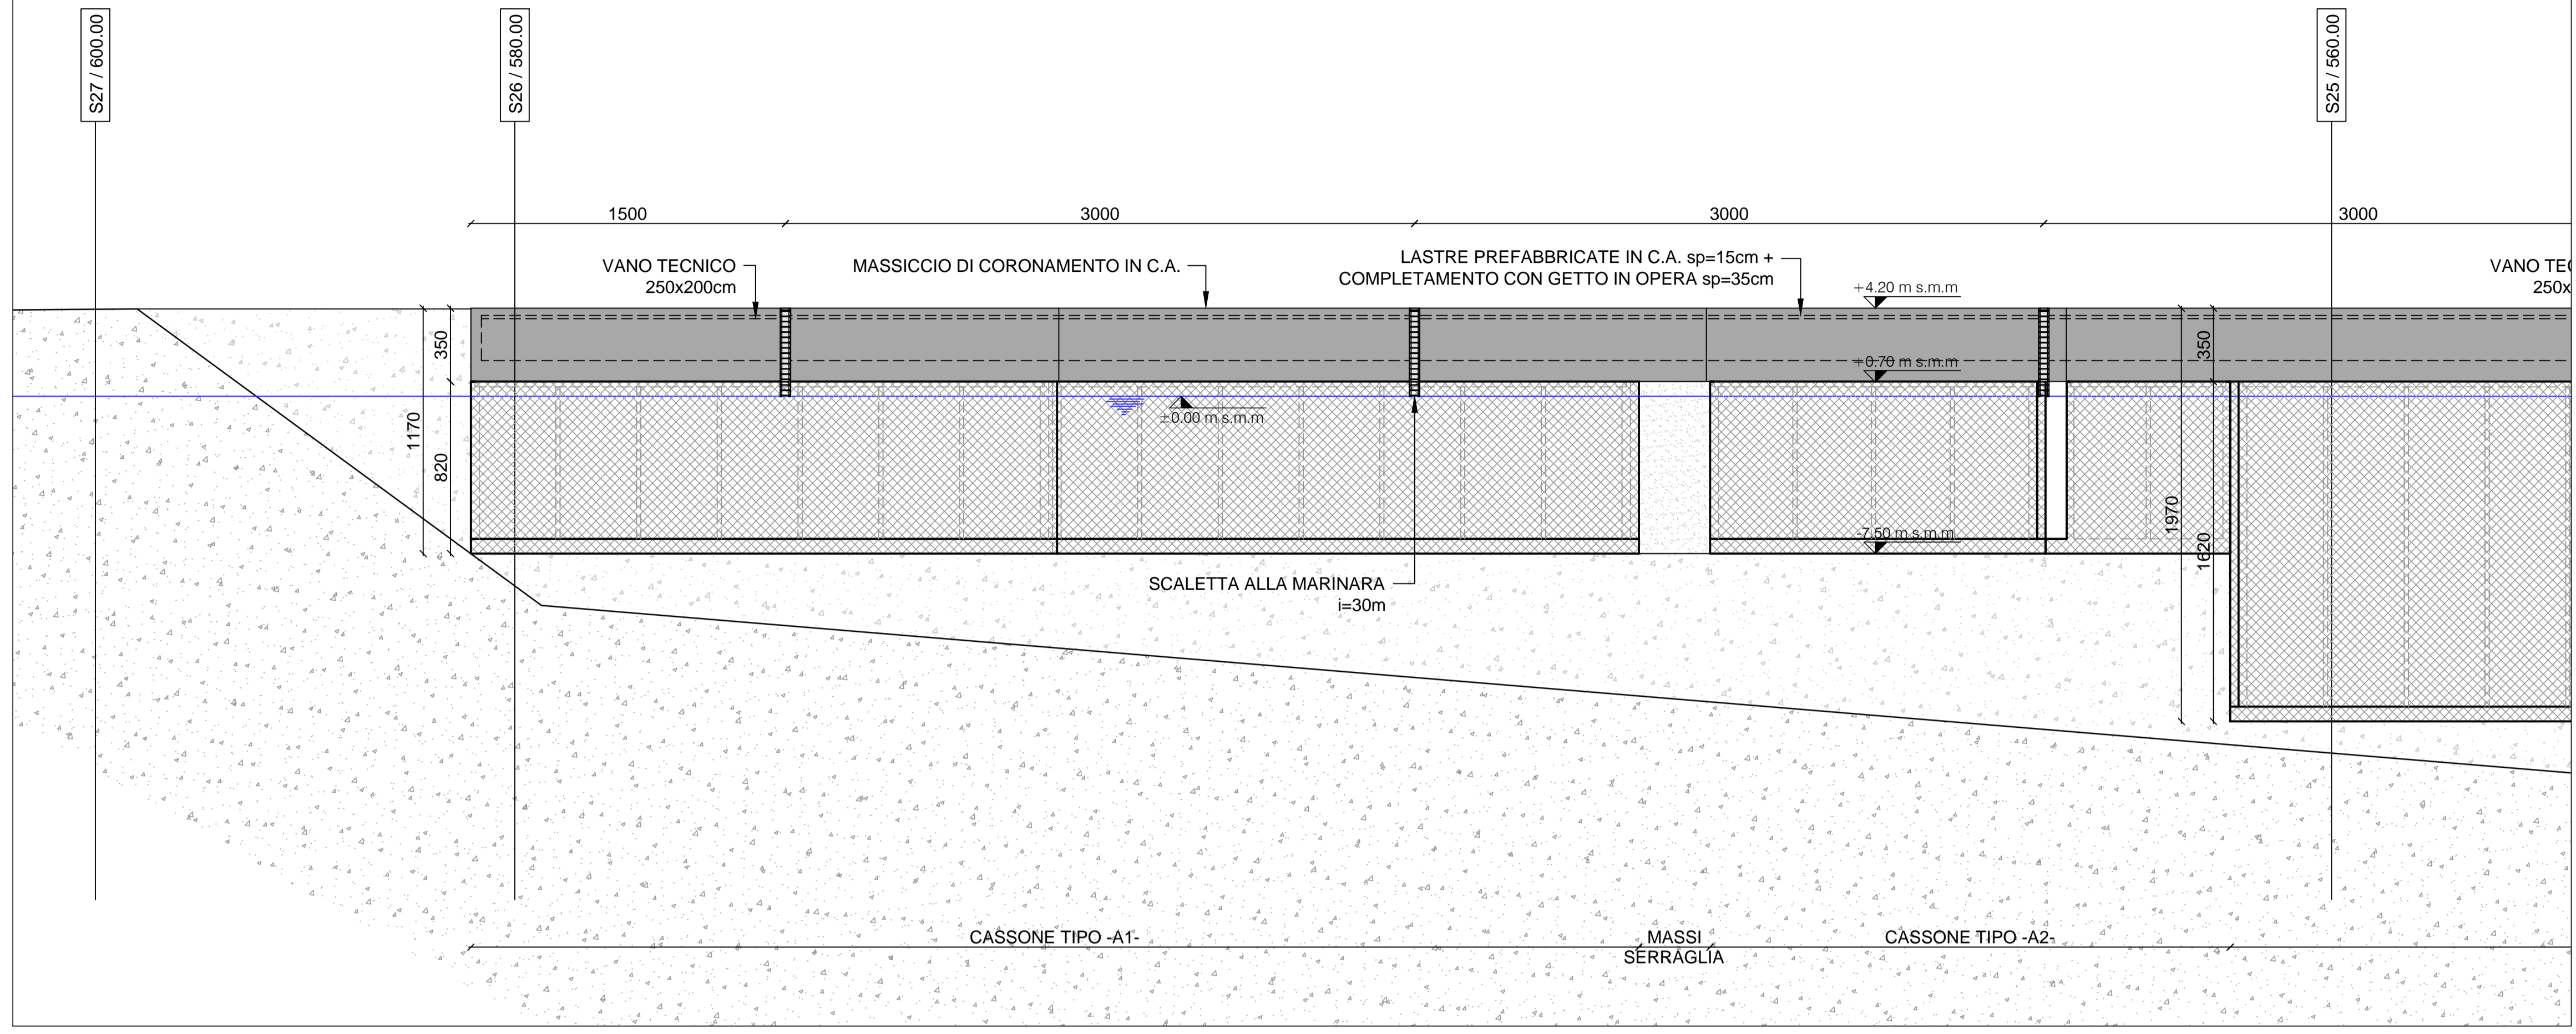 S27 / 600.00
S26 / 580.00
S25 / 560.00
1500
3000
3000
3000
VANO TECNICO
250x200cm
MASSICCIO DI CORONAMENTO IN C.A.
LASTRE PREFABBRICATE IN C.A. sp=15cm +
COMPLETAMENTO CON GETTO IN OPERA sp=35cm
VANO TEC
250x
+4.20 m s.m.m
350
350
+0.70 m s.m.m
±0.00 m s.m.m
1170
820
1970
1620
-7.50 m s.m.m
SCALETTA ALLA MARINARA
i=30m
CASSONE TIPO -A1-
MASSI
SERRAGLIA
CASSONE TIPO -A2-